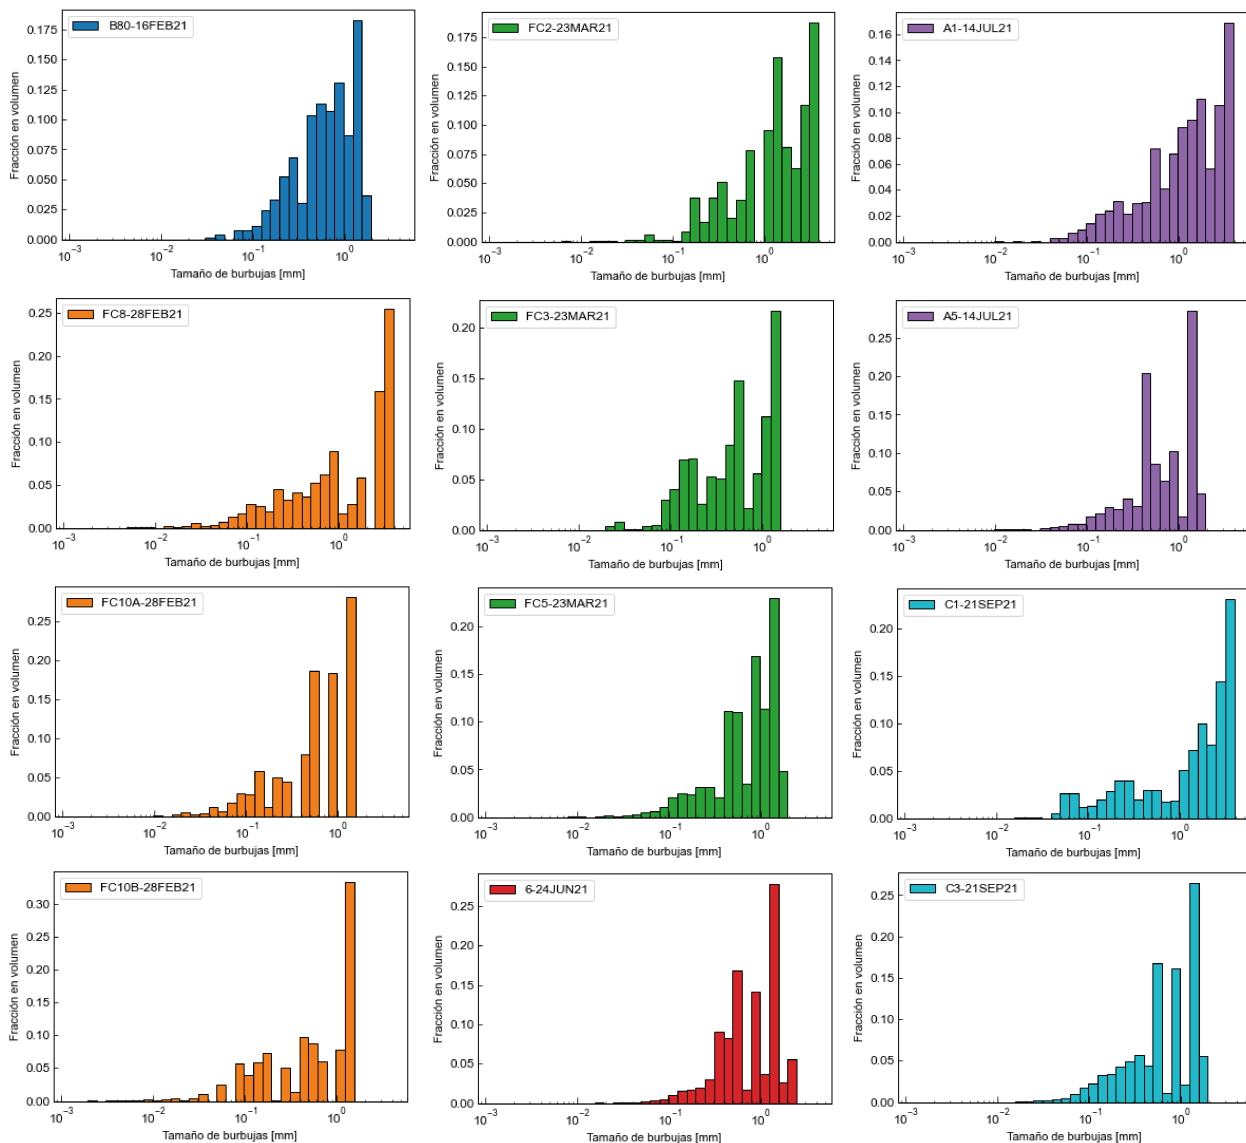 B80-16FEB21
Fracción en volumen
0.175
0.150
0.125
0.100
0.075
0.050
0.025
0.000
10⁻³ 10⁻² 10⁻¹ 10⁰
Tamaño de burbujas [mm]
FC2-23MAR21
Fracción en volumen
0.175
0.150
0.125
0.100
0.075
0.050
0.025
0.000
10⁻³ 10⁻² 10⁻¹ 10⁰
Tamaño de burbujas [mm]
A1-14JUL21
Fracción en volumen
0.16
0.14
0.12
0.10
0.08
0.06
0.04
0.02
0.00
10⁻³ 10⁻² 10⁻¹ 10⁰
Tamaño de burbujas [mm]
FC8-28FEB21
Fracción en volumen
0.25
0.20
0.15
0.10
0.05
0.00
10⁻³ 10⁻² 10⁻¹ 10⁰
Tamaño de burbujas [mm]
FC3-23MAR21
Fracción en volumen
0.20
0.15
0.10
0.05
0.00
10⁻³ 10⁻² 10⁻¹ 10⁰
Tamaño de burbujas [mm]
A5-14JUL21
Fracción en volumen
0.25
0.20
0.15
0.10
0.05
0.00
10⁻³ 10⁻² 10⁻¹ 10⁰
Tamaño de burbujas [mm]
FC10A-28FEB21
Fracción en volumen
0.25
0.20
0.15
0.10
0.05
0.00
10⁻³ 10⁻² 10⁻¹ 10⁰
Tamaño de burbujas [mm]
FC5-23MAR21
Fracción en volumen
0.20
0.15
0.10
0.05
0.00
10⁻³ 10⁻² 10⁻¹ 10⁰
Tamaño de burbujas [mm]
C1-21SEP21
Fracción en volumen
0.20
0.15
0.10
0.05
0.00
10⁻³ 10⁻² 10⁻¹ 10⁰
Tamaño de burbujas [mm]
FC10B-28FEB21
Fracción en volumen
0.30
0.25
0.20
0.15
0.10
0.05
0.00
10⁻³ 10⁻² 10⁻¹ 10⁰
Tamaño de burbujas [mm]
6-24JUN21
Fracción en volumen
0.25
0.20
0.15
0.10
0.05
0.00
10⁻³ 10⁻² 10⁻¹ 10⁰
Tamaño de burbujas [mm]
C3-21SEP21
Fracción en volumen
0.25
0.20
0.15
0.10
0.05
0.00
10⁻³ 10⁻² 10⁻¹ 10⁰
Tamaño de burbujas [mm]